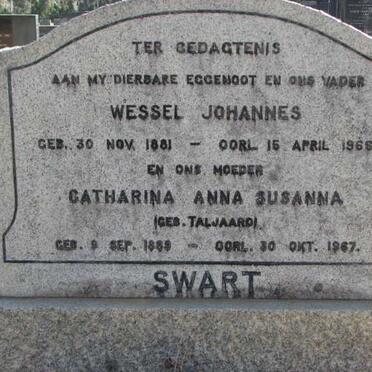 TER GEDAGTENIS
AAN MY DIERBARE EGGENOOT EN ONS VADER
WESSEL JOHANNES
GEB. 30 NOV. 1881 – OORL. 15 APRIL 1966
EN ONS MOEDER
CATHARINA ANNA SUSANNA
(GEB. TALJAARD)
GEB. 9 SEP. 1889 – OORL. 30 OKT. 1967.
SWART